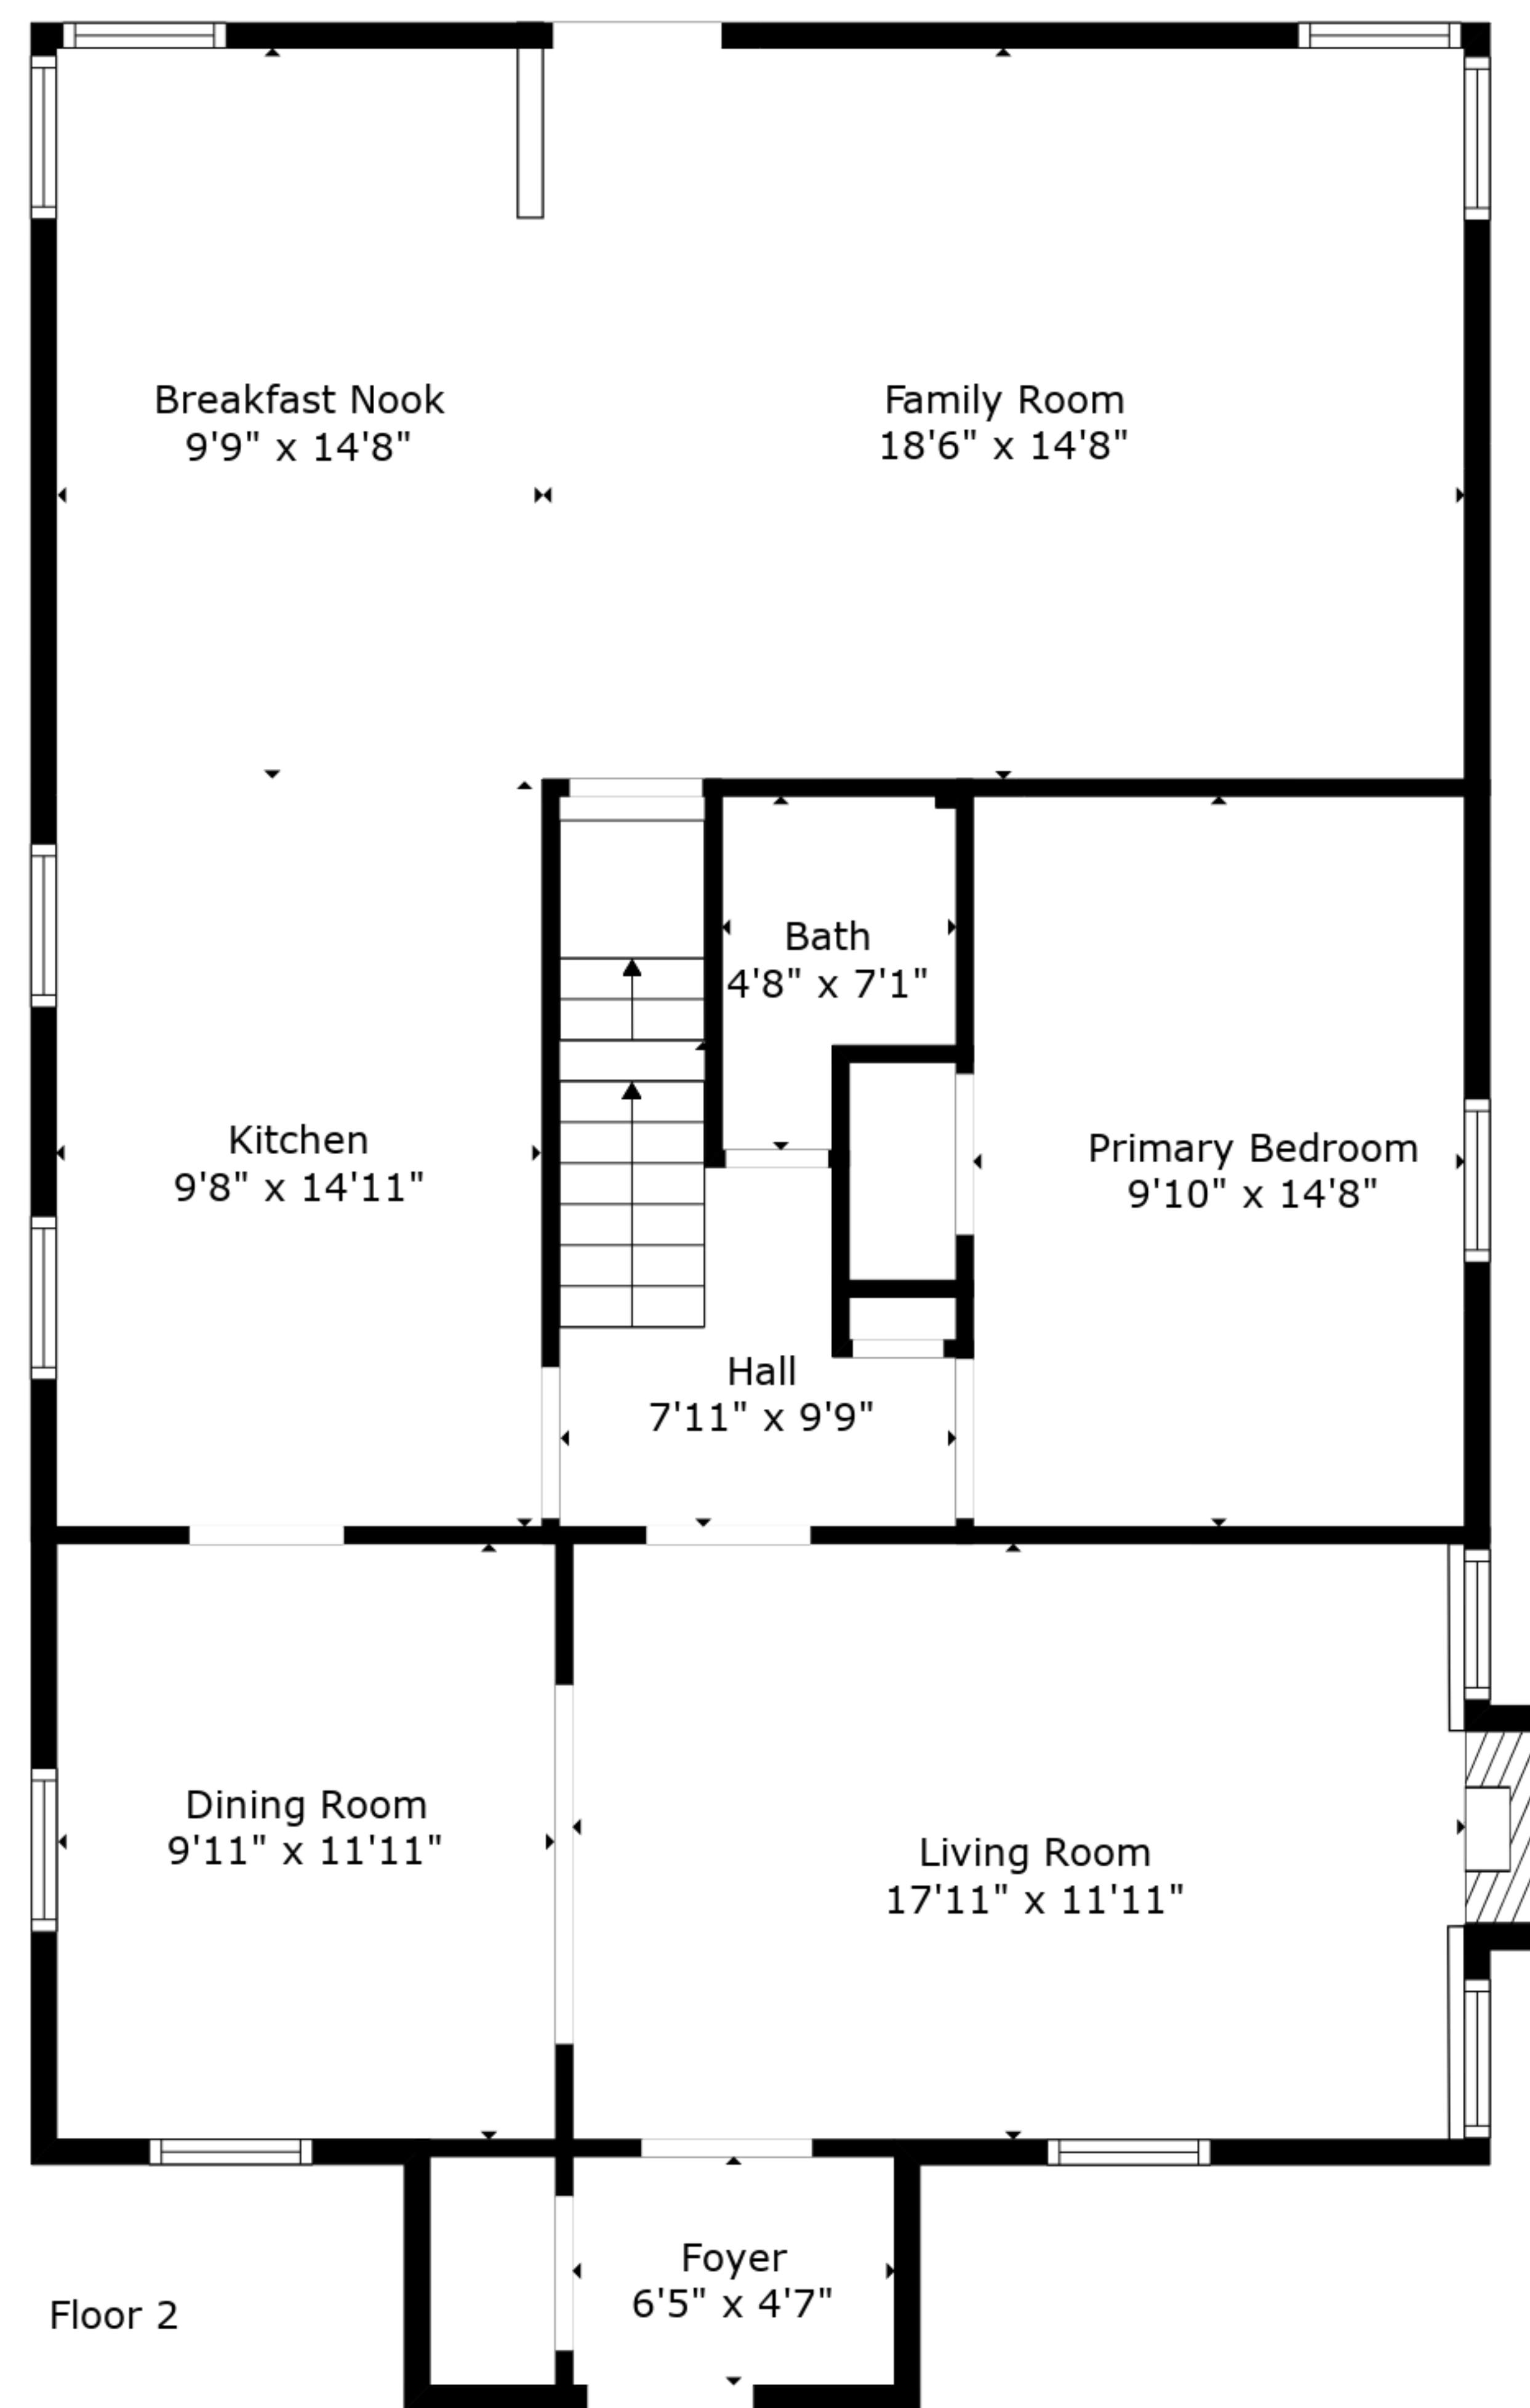 Breakfast Nook
9'9" x 14'8"
Family Room
18'6" x 14'8"
Bath
4'8" x 7'1"
Kitchen
9'8" x 14'11"
Primary Bedroom
9'10" x 14'8"
Hall
7'11" x 9'9"
Dining Room
9'11" x 11'11"
Living Room
17'11" x 11'11"
Foyer
6'5" x 4'7"
Floor 2